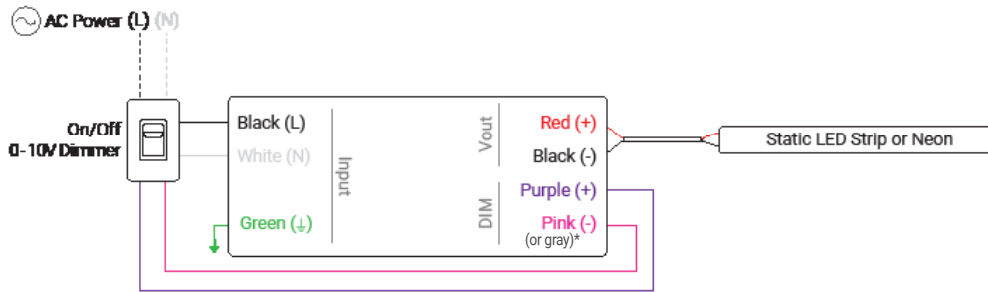 AC Power (L) (N)
On/Off
0-10V Dimmer
Black (L)
White (N)
Green (⏚)
Input
Vout
DIM
Red (+)
Black (-)
Purple (+)
Pink (-)
(or gray)*
Static LED Strip or Neon